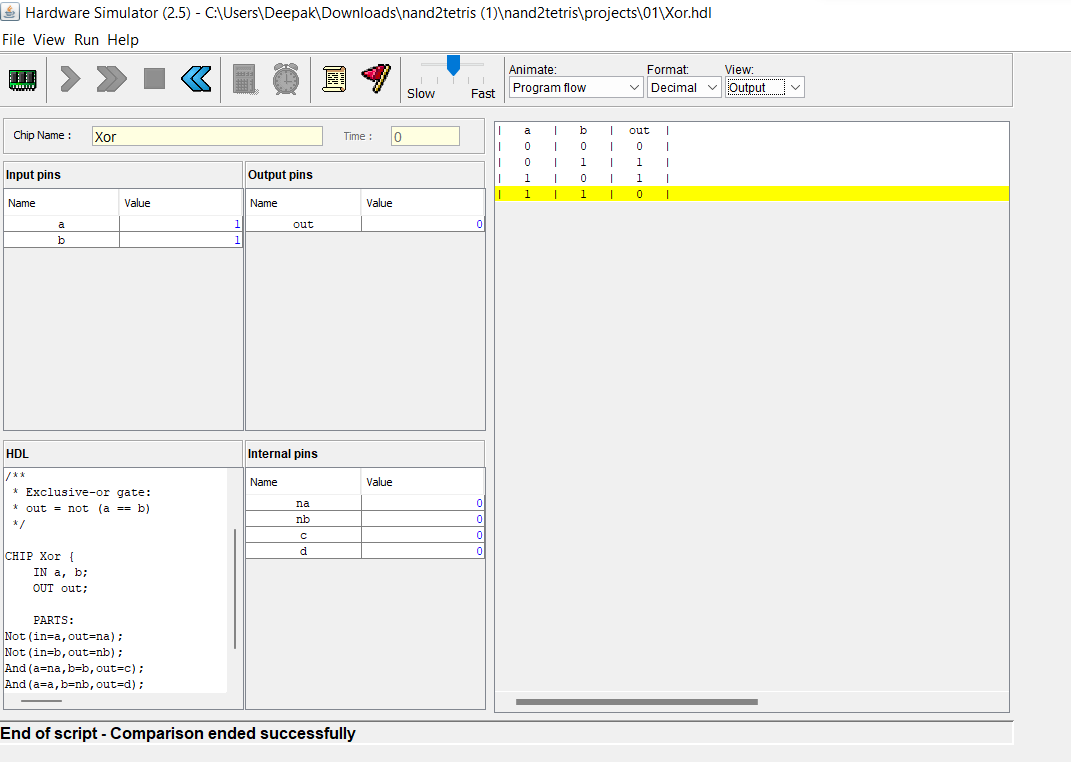 Hardware Simulator (2.5) - C:\Users\Deepak\Downloads\nand2tetris (1)\nand2tetris\projects\01\Xor.hdl
File View Run Help
Slow Fast
Animate: Format: View:
Program flow Decimal Output
Chip Name : Xor Time : 0
Input pins
Name Value
a 1
b 1
Output pins
Name Value
out 0
HDL
/**
 * Exclusive-or gate:
 * out = not (a == b)
 */
CHIP Xor {
    IN a, b;
    OUT out;
    PARTS:
Not(in=a,out=na);
Not(in=b,out=nb);
And(a=na,b=b,out=c);
And(a=a,b=nb,out=d);
Internal pins
Name Value
na 0
nb 0
c 0
d 0
| a | b | out |
| 0 | 0 | 0 |
| 0 | 1 | 1 |
| 1 | 0 | 1 |
| 1 | 1 | 0 |
End of script - Comparison ended successfully